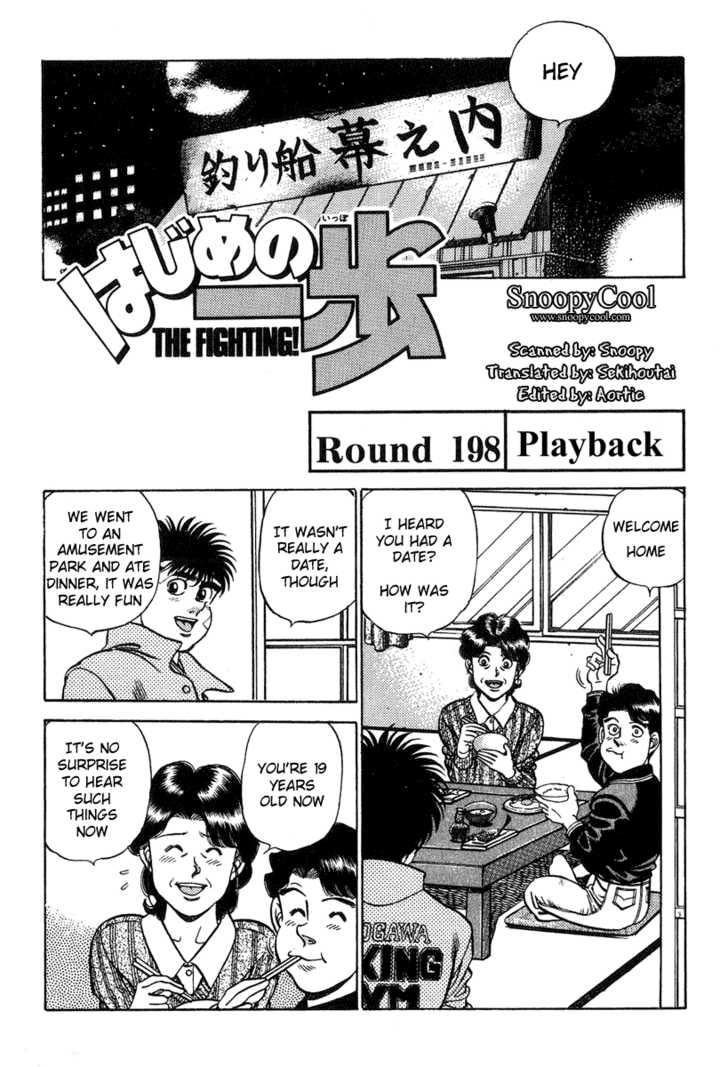 HEY
釣り船 幕之内
はじめの一歩
いっぽ
THE FIGHTING!
SnoopyCool
www.snoopycool.com
Scanned by: Snoopy
Translated by: Sekihoutai
Edited by: Aortic
Round 198
Playback
WELCOME
HOME
I HEARD
YOU HAD A
DATE?
HOW WAS
IT?
IT WASN'T
REALLY A
DATE,
THOUGH
WE WENT
TO AN
AMUSEMENT
PARK AND ATE
DINNER, IT WAS
REALLY FUN
OGAWA
XING
YM
YOU'RE 19
YEARS
OLD NOW
IT'S NO
SURPRISE
TO HEAR
SUCH
THINGS
NOW